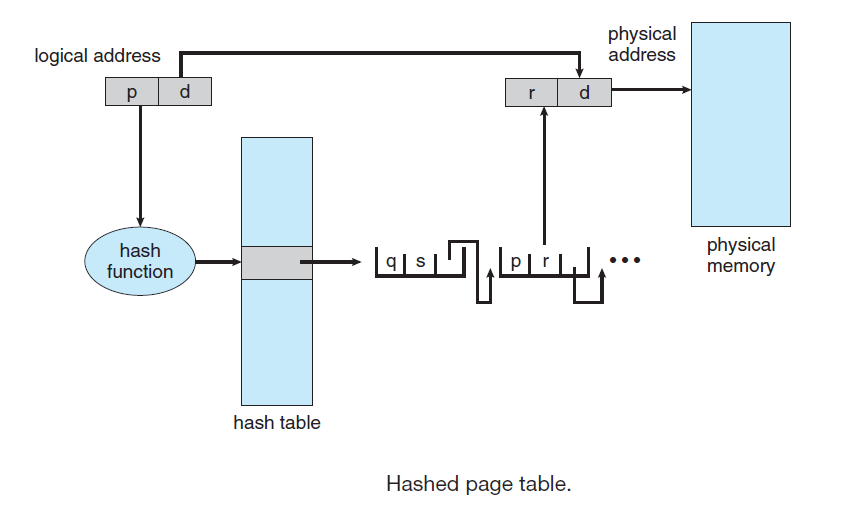 logical address
physical
address
p d
r d
hash
function
q s
p r
•••
physical
memory
hash table
Hashed page table.